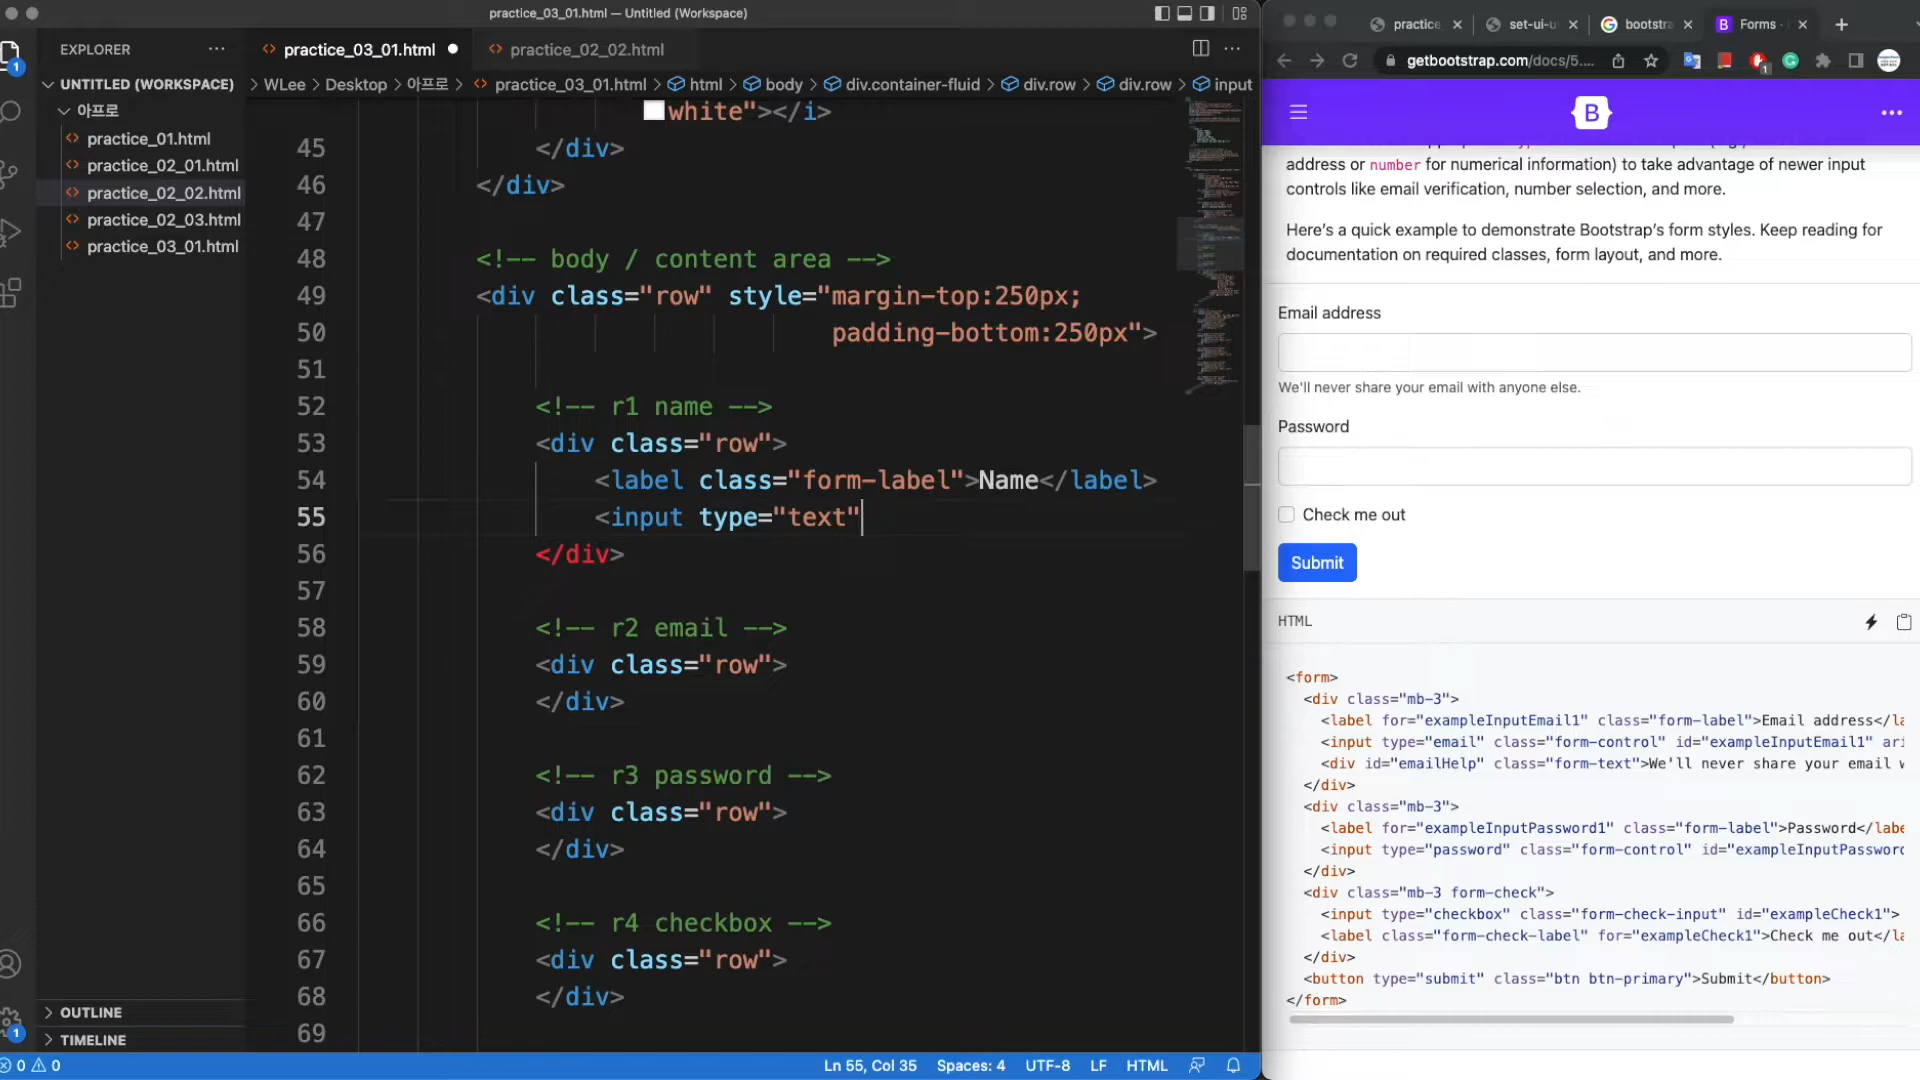 practice_03_01.html — Untitled (Workspace)
EXPLORER
UNTITLED (WORKSPACE)
아프로
practice_01.html
practice_02_01.html
practice_02_02.html
practice_02_03.html
practice_03_01.html
OUTLINE
TIMELINE
1
1
practice_03_01.html
practice_02_02.html
WLee > Desktop > 아프로 > practice_03_01.html > html > body > div.container-fluid > div.row > div.row > input
white"></i>
45 </div>
46 </div>
47
48 <!-- body / content area -->
49 <div class="row" style="margin-top:250px;
50 padding-bottom:250px">
51
52 <!-- r1 name -->
53 <div class="row">
54 <label class="form-label">Name</label>
55 <input type="text"
56 </div>
57
58 <!-- r2 email -->
59 <div class="row">
60 </div>
61
62 <!-- r3 password -->
63 <div class="row">
64 </div>
65
66 <!-- r4 checkbox -->
67 <div class="row">
68 </div>
69
0 0
Ln 55, Col 35 Spaces: 4 UTF-8 LF HTML
practice
set-ui-u
bootstra
Forms
getbootstrap.com/docs/5....
1
B
address or number for numerical information) to take advantage of newer input
controls like email verification, number selection, and more.
Here's a quick example to demonstrate Bootstrap's form styles. Keep reading for
documentation on required classes, form layout, and more.
Email address
We'll never share your email with anyone else.
Password
Check me out
Submit
HTML
<form>
<div class="mb-3">
<label for="exampleInputEmail1" class="form-label">Email address</la
<input type="email" class="form-control" id="exampleInputEmail1" ari
<div id="emailHelp" class="form-text">We'll never share your email w
</div>
<div class="mb-3">
<label for="exampleInputPassword1" class="form-label">Password</labe
<input type="password" class="form-control" id="exampleInputPassword
</div>
<div class="mb-3 form-check">
<input type="checkbox" class="form-check-input" id="exampleCheck1">
<label class="form-check-label" for="exampleCheck1">Check me out</la
</div>
<button type="submit" class="btn btn-primary">Submit</button>
</form>